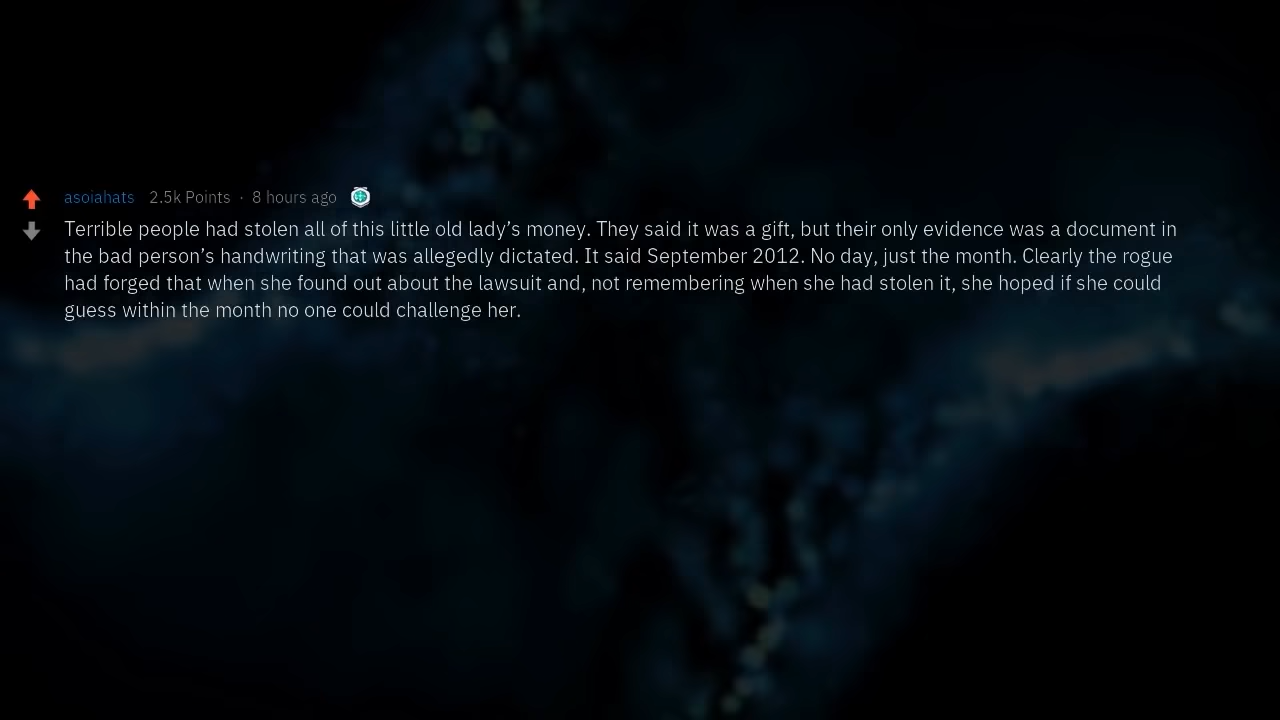 asoiahats 2.5k Points · 8 hours ago
Terrible people had stolen all of this little old lady’s money. They said it was a gift, but their only evidence was a document in
the bad person’s handwriting that was allegedly dictated. It said September 2012. No day, just the month. Clearly the rogue
had forged that when she found out about the lawsuit and, not remembering when she had stolen it, she hoped if she could
guess within the month no one could challenge her.